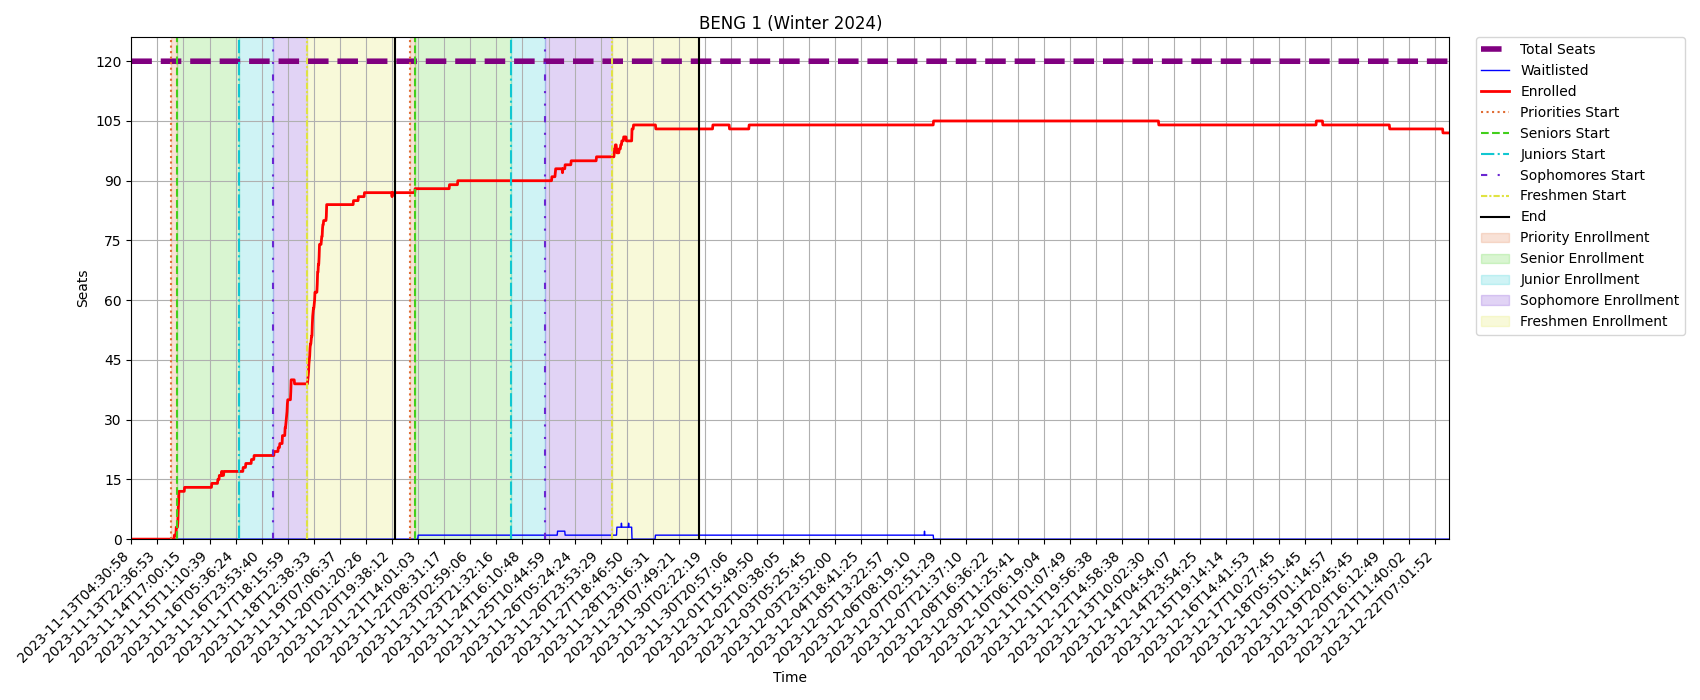 BENG 1 (Winter 2024)
Seats
120
105
90
75
60
45
30
15
0
2023-11-13T04:30:58
2023-11-13T22:36:53
2023-11-14T17:00:15
2023-11-15T11:10:39
2023-11-16T05:36:24
2023-11-16T23:53:40
2023-11-17T18:15:59
2023-11-18T12:38:33
2023-11-19T07:06:37
2023-11-20T01:20:26
2023-11-20T19:38:12
2023-11-21T14:01:03
2023-11-22T08:31:17
2023-11-23T02:59:06
2023-11-23T21:32:16
2023-11-24T16:10:48
2023-11-25T10:44:59
2023-11-26T05:24:24
2023-11-26T23:53:29
2023-11-27T18:46:50
2023-11-28T13:16:31
2023-11-29T07:49:21
2023-11-30T02:22:19
2023-11-30T20:57:06
2023-12-01T15:49:50
2023-12-02T10:38:05
2023-12-03T05:25:45
2023-12-03T23:52:00
2023-12-04T18:41:25
2023-12-05T13:22:57
2023-12-06T08:19:10
2023-12-07T02:51:29
2023-12-07T21:37:10
2023-12-08T16:36:22
2023-12-09T11:25:41
2023-12-10T06:19:04
2023-12-11T01:07:49
2023-12-11T19:56:38
2023-12-12T14:58:38
2023-12-13T10:02:30
2023-12-14T04:54:07
2023-12-14T23:54:25
2023-12-15T19:14:14
2023-12-16T14:41:53
2023-12-17T10:27:45
2023-12-18T05:51:45
2023-12-19T01:14:57
2023-12-19T20:45:45
2023-12-20T16:12:49
2023-12-21T11:40:02
2023-12-22T07:01:52
Time
Total Seats
Waitlisted
Enrolled
Priorities Start
Seniors Start
Juniors Start
Sophomores Start
Freshmen Start
End
Priority Enrollment
Senior Enrollment
Junior Enrollment
Sophomore Enrollment
Freshmen Enrollment